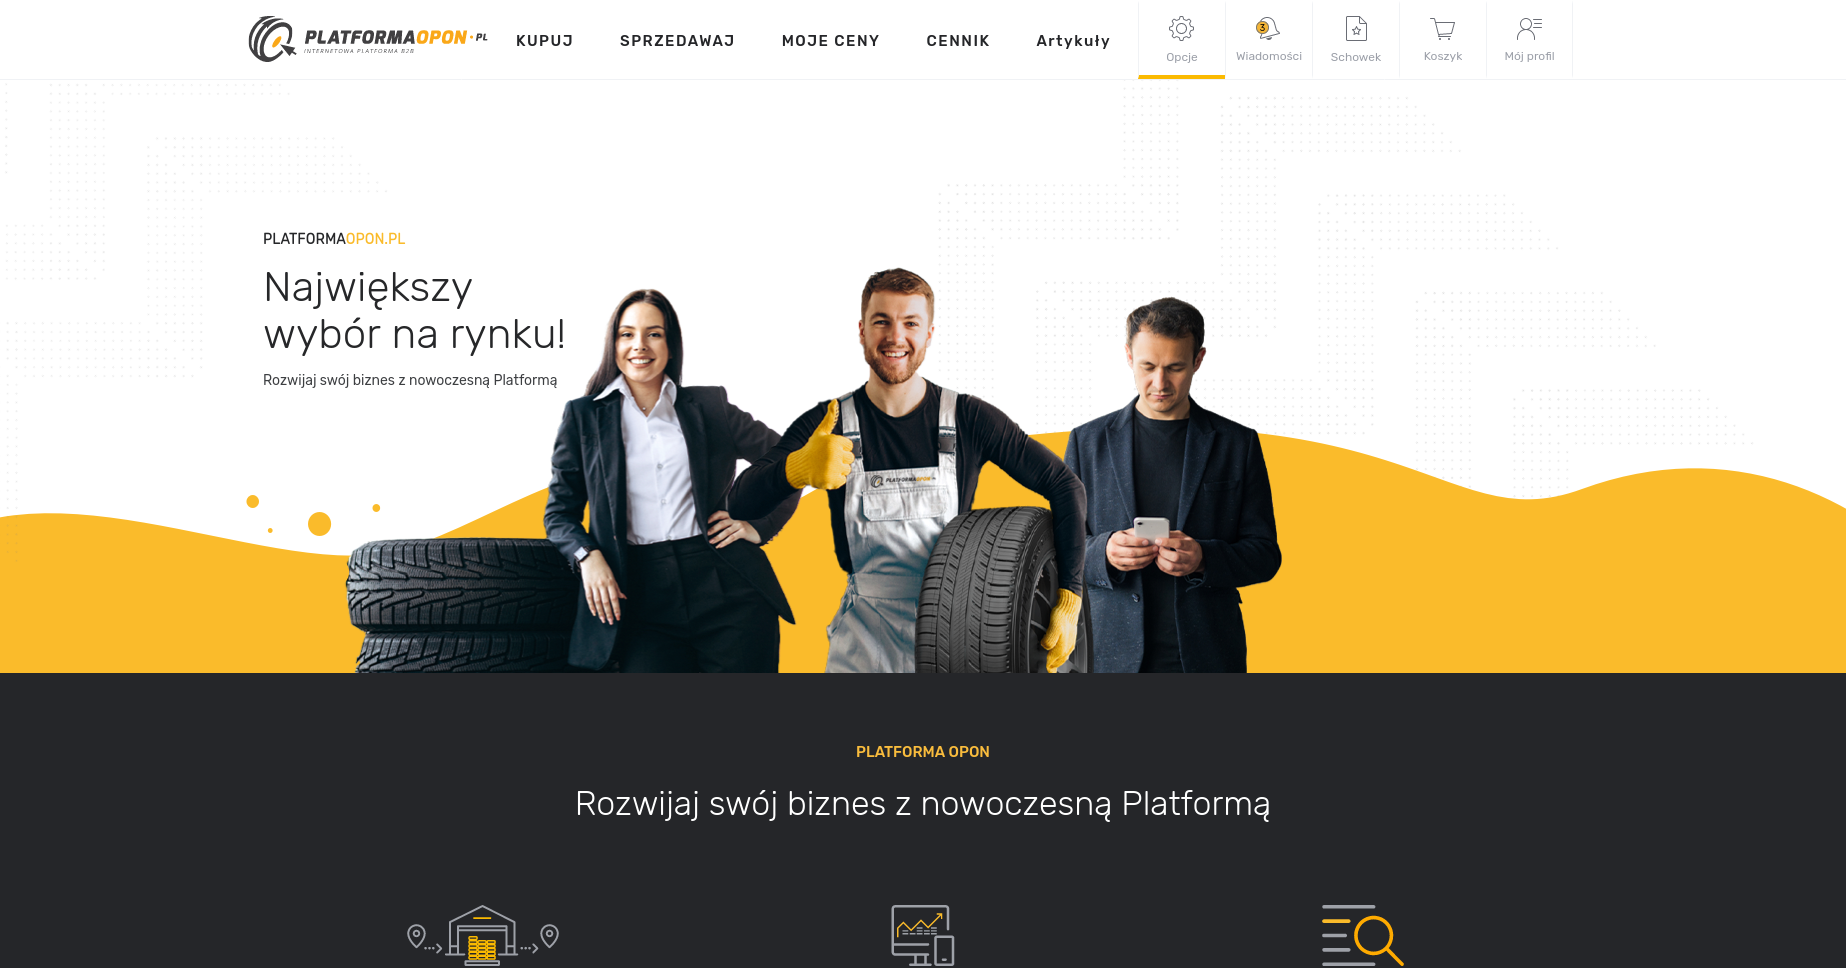 PLATFORMAOPON.PL
INTERNETOWA PLATFORMA B2B
KUPUJ
SPRZEDAWAJ
MOJE CENY
CENNIK
Artykuły
Opcje
3
Wiadomości
Schowek
Koszyk
Mój profil
PLATFORMAOPON.PL
Największy
wybór na rynku!
Rozwijaj swój biznes z nowoczesną Platformą
PLATFORMAOPON
PLATFORMA OPON
Rozwijaj swój biznes z nowoczesną Platformą